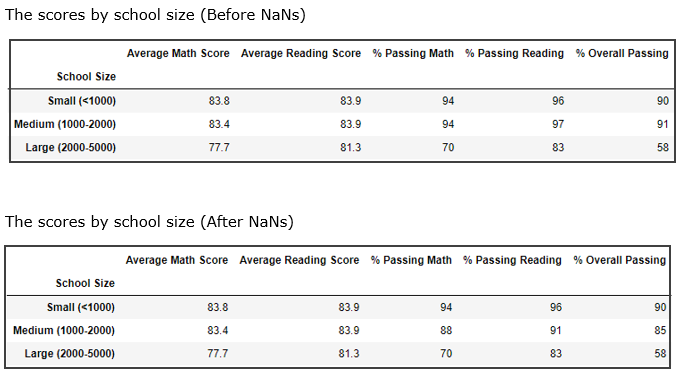 The scores by school size (Before NaNs)
Average Math Score Average Reading Score % Passing Math % Passing Reading % Overall Passing
School Size
Small (<1000) 83.8 83.9 94 96 90
Medium (1000-2000) 83.4 83.9 94 97 91
Large (2000-5000) 77.7 81.3 70 83 58
The scores by school size (After NaNs)
Average Math Score Average Reading Score % Passing Math % Passing Reading % Overall Passing
School Size
Small (<1000) 83.8 83.9 94 96 90
Medium (1000-2000) 83.4 83.9 88 91 85
Large (2000-5000) 77.7 81.3 70 83 58